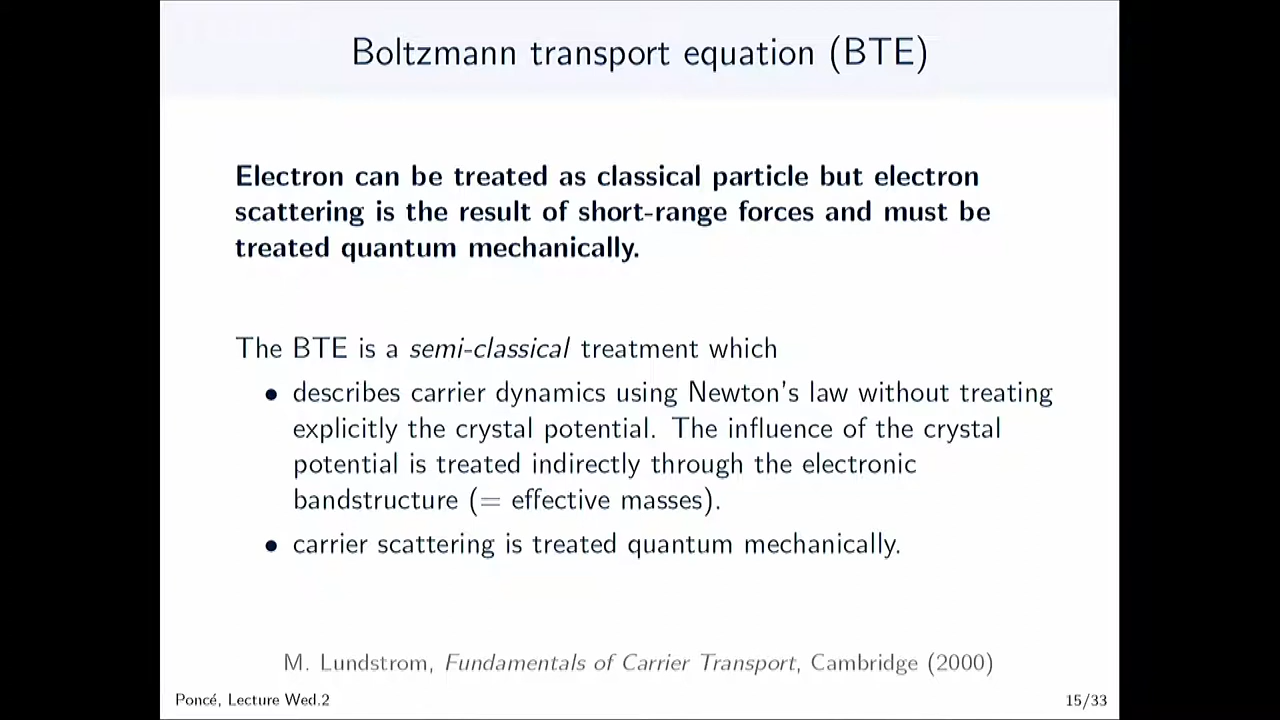 Boltzmann transport equation (BTE)
Electron can be treated as classical particle but electron
scattering is the result of short-range forces and must be
treated quantum mechanically.
The BTE is a semi-classical treatment which
• describes carrier dynamics using Newton's law without treating
explicitly the crystal potential. The influence of the crystal
potential is treated indirectly through the electronic
bandstructure (= effective masses).
• carrier scattering is treated quantum mechanically.
M. Lundstrom, Fundamentals of Carrier Transport, Cambridge (2000)
Poncé, Lecture Wed.2
15/33